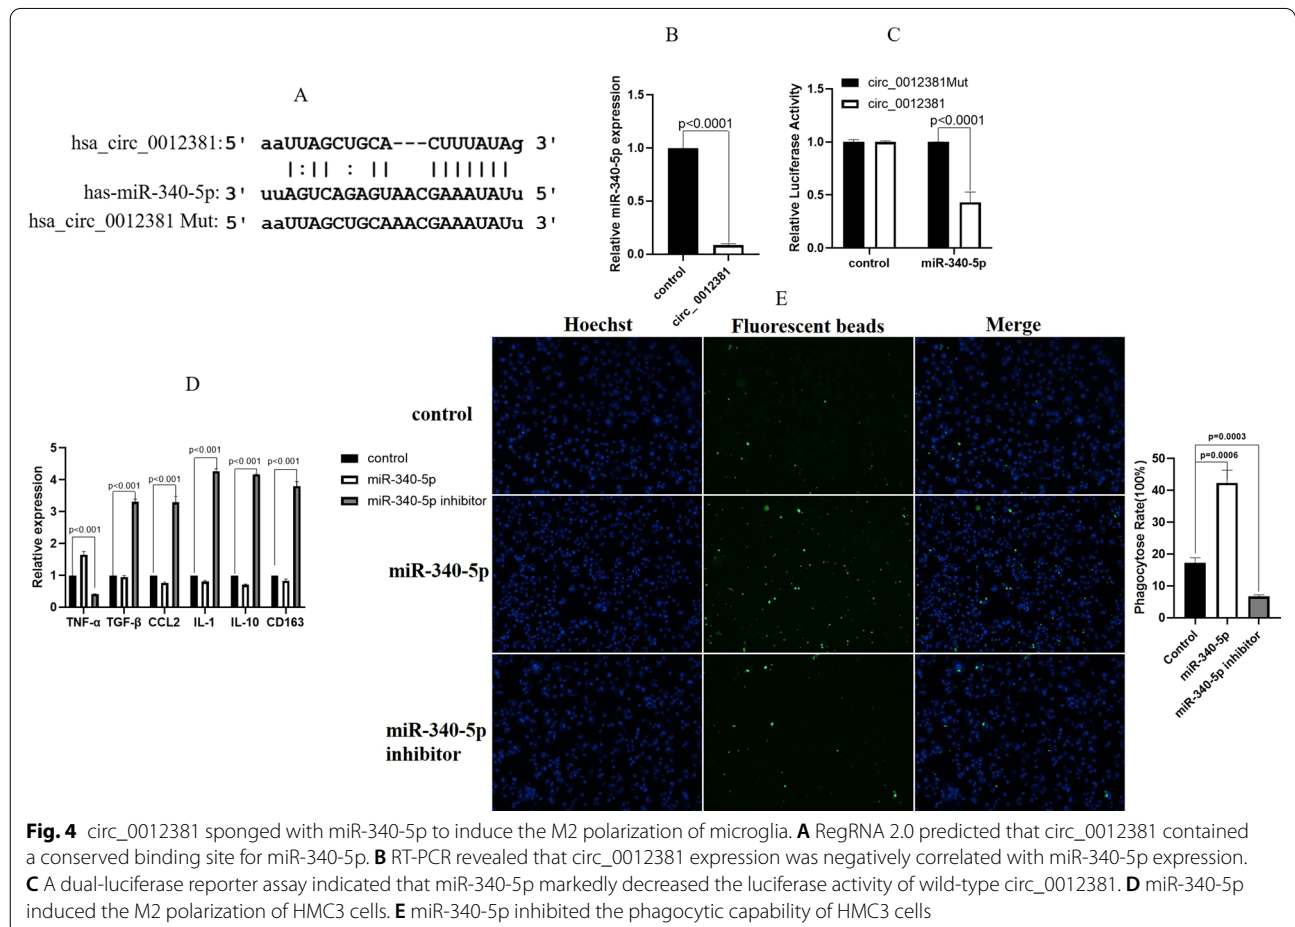 A
hsa_circ_0012381: 5' aaUUAGCUGCA---CUUUAUAg 3'
|:|| : || |||||||
has-miR-340-5p: 3' uuAGUCAGAGUAACGAAAUAUu 5'
hsa_circ_0012381 Mut: 5' aaUUAGCUGCAAACGAAAUAUu 3'
B
Relative miR-340-5p expression
1.5
1.0
0.5
0.0
p<0.0001
control
circ_0012381
C
Relative Luciferase Activity
1.5
1.0
0.5
0.0
circ_0012381Mut
circ_0012381
p<0.0001
control
miR-340-5p
D
Relative expression
5
4
3
2
1
0
p<0.001
p<0.001
p<0.001
p<0.001
p<0.001
p<0.001
TNF-α TGF-β CCL2 IL-1 IL-10 CD163
control
miR-340-5p
miR-340-5p inhibitor
E
Hoechst Fluorescent beads Merge
control
miR-340-5p
miR-340-5p
inhibitor
Phagocytose Rate(100%)
50
40
30
20
10
0
p=0.0003
p=0.0006
Control
miR-340-5p
miR-340-5p inhibitor
Fig. 4 circ_0012381 sponged with miR-340-5p to induce the M2 polarization of microglia. A RegRNA 2.0 predicted that circ_0012381 contained
a conserved binding site for miR-340-5p. B RT-PCR revealed that circ_0012381 expression was negatively correlated with miR-340-5p expression.
C A dual-luciferase reporter assay indicated that miR-340-5p markedly decreased the luciferase activity of wild-type circ_0012381. D miR-340-5p
induced the M2 polarization of HMC3 cells. E miR-340-5p inhibited the phagocytic capability of HMC3 cells